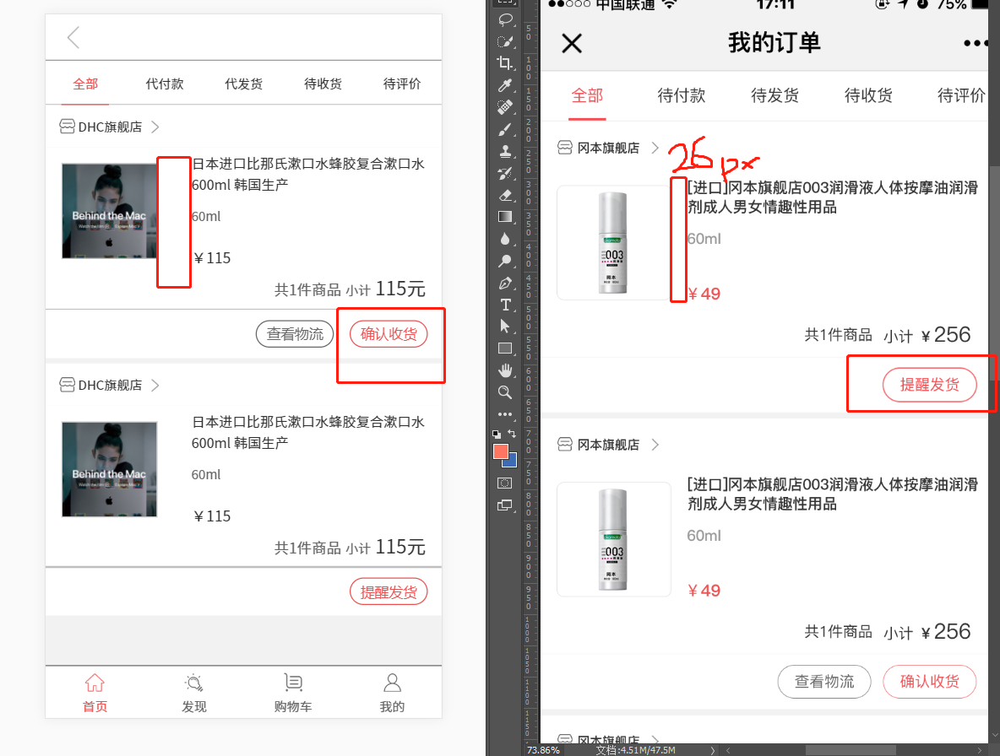 全部 代付款 代发货 待收货 待评价
DHC旗舰店
Behind the Mac
日本进口比那氏漱口水蜂胶复合漱口水
600ml 韩国生产
60ml
¥115
共1件商品 小计 115元
查看物流 确认收货
DHC旗舰店
Behind the Mac
日本进口比那氏漱口水蜂胶复合漱口水
600ml 韩国生产
60ml
¥115
共1件商品 小计 115元
提醒发货
首页 发现 购物车 我的
中国联通 17:11 75%
我的订单
全部 待付款 待发货 待收货 待评价
冈本旗舰店
26px
003
[进口]冈本旗舰店003润滑液人体按摩油润滑
剂成人男女情趣性用品
60ml
¥49
共1件商品 小计 ¥256
提醒发货
冈本旗舰店
003
[进口]冈本旗舰店003润滑液人体按摩油润滑
剂成人男女情趣性用品
60ml
¥49
共1件商品 小计 ¥256
查看物流 确认收货
冈本旗舰店
73.86% 文档:4.51M/47.5M